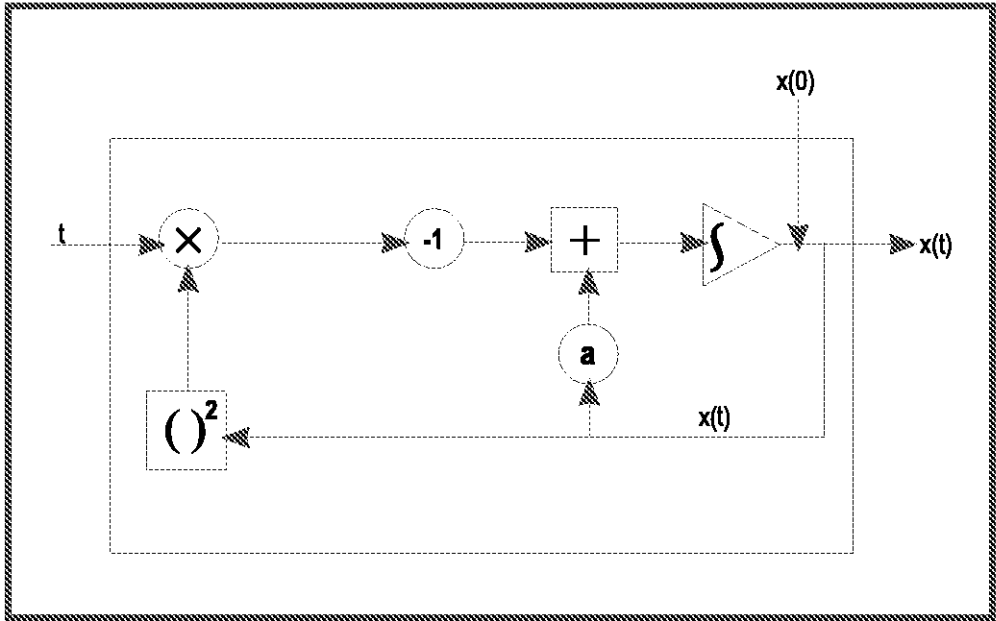 x(0)
t
×
-1
+
∫
x(t)
a
( )²
x(t)